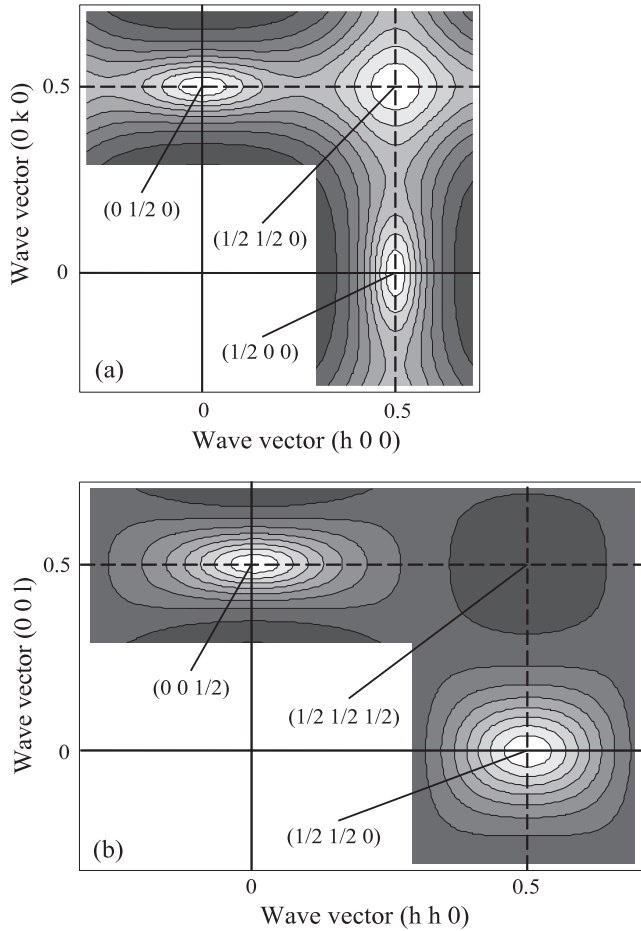 Wave vector (0 k 0)
0.5
(0 1/2 0)
(1/2 1/2 0)
0
(1/2 0 0)
(a)
0
0.5
Wave vector (h 0 0)
Wave vector (0 0 l)
0.5
(0 0 1/2)
(1/2 1/2 1/2)
0
(1/2 1/2 0)
(b)
0
0.5
Wave vector (h h 0)